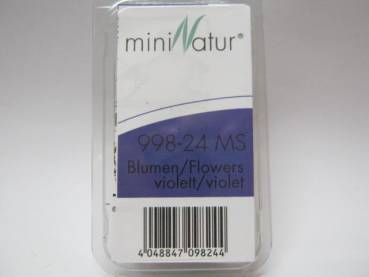 miniNatur®
998-24 MS
Blumen/Flowers
violett/violet
4 048847 098244